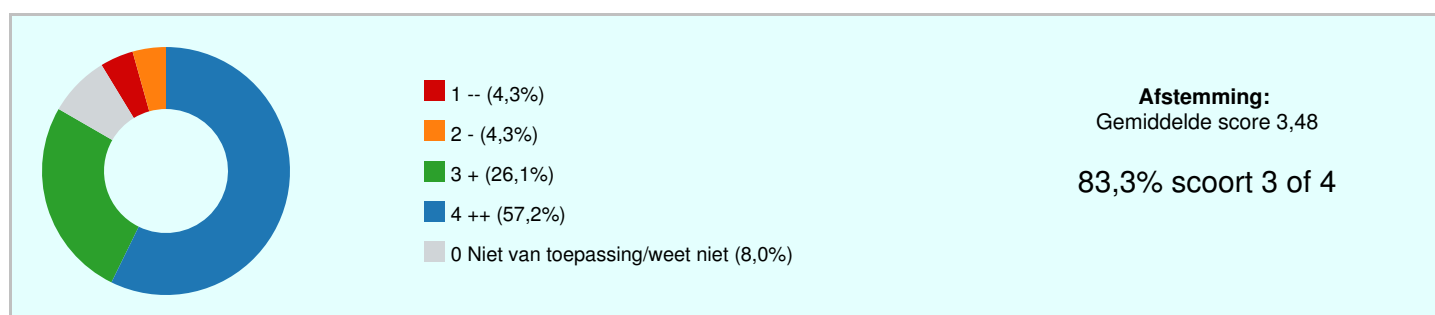 1 -- (4,3%)
2 - (4,3%)
3 + (26,1%)
4 ++ (57,2%)
0 Niet van toepassing/weet niet (8,0%)
Afstemming:
Gemiddelde score 3,48
83,3% scoort 3 of 4